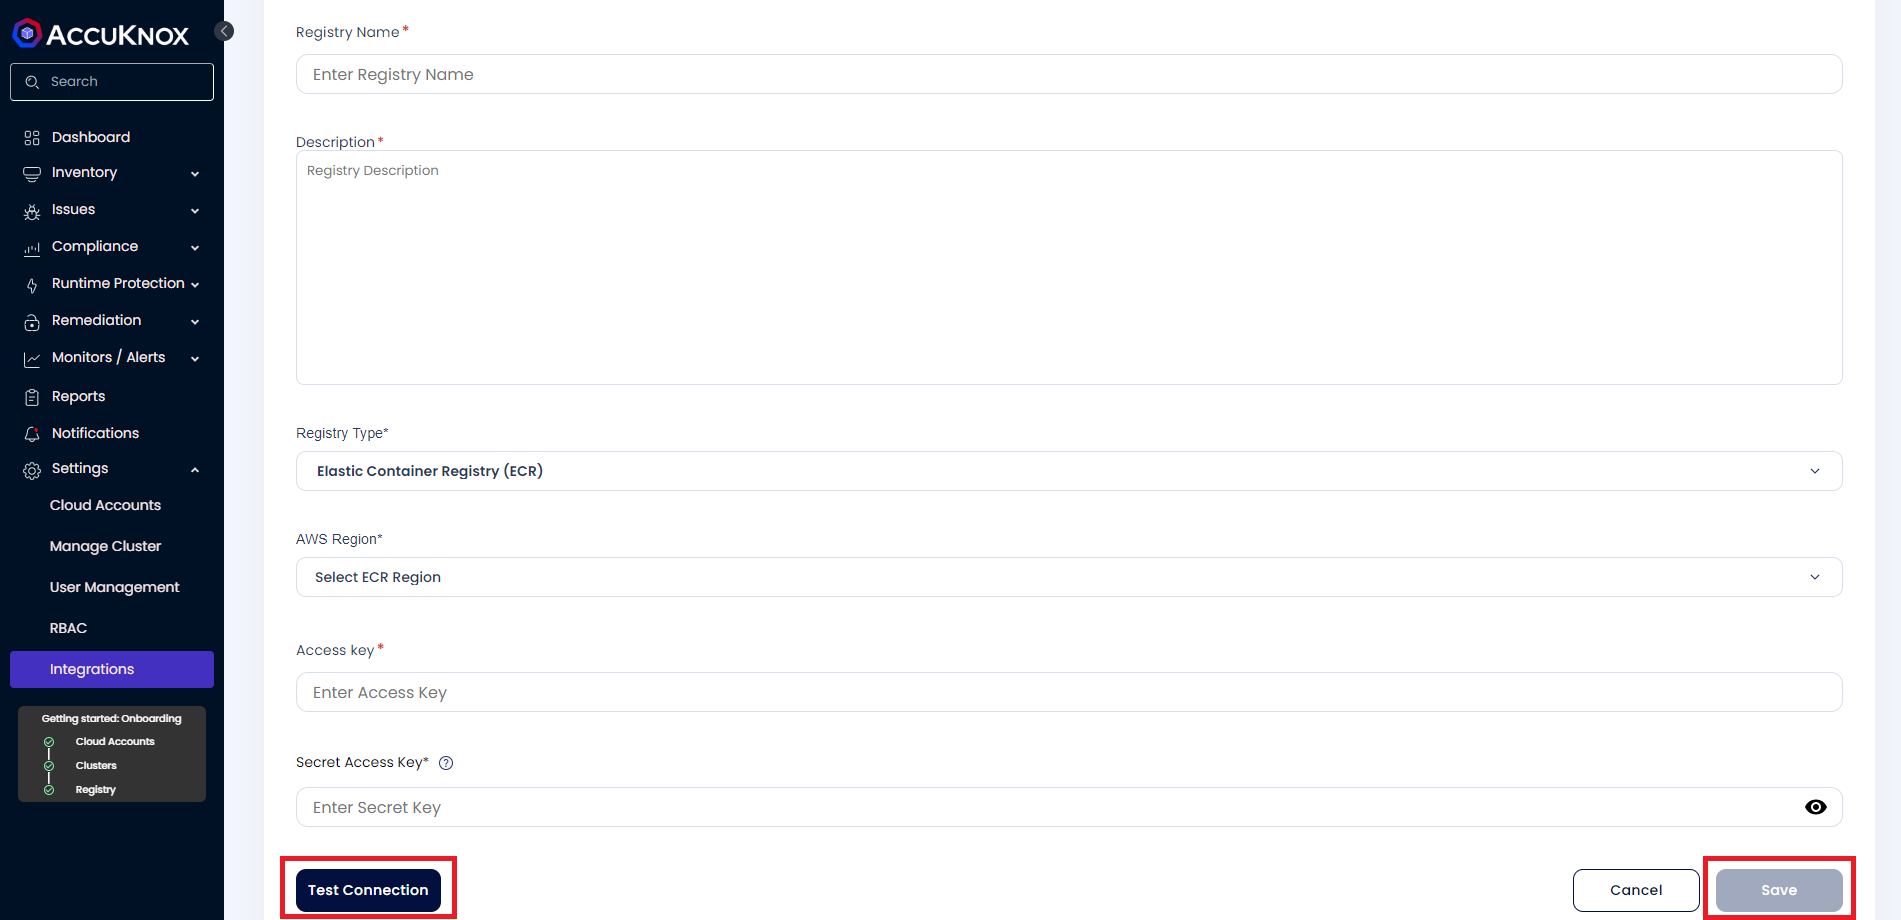 ACCUKNOX
Search
Dashboard
Inventory
Issues
Compliance
Runtime Protection
Remediation
Monitors / Alerts
Reports
Notifications
Settings
Cloud Accounts
Manage Cluster
User Management
RBAC
Integrations
Getting started: Onboarding
Cloud Accounts
Clusters
Registry
Registry Name*
Enter Registry Name
Description*
Registry Description
Registry Type*
Elastic Container Registry (ECR)
AWS Region*
Select ECR Region
Access key*
Enter Access Key
Secret Access Key* ?
Enter Secret Key
Test Connection
Cancel
Save